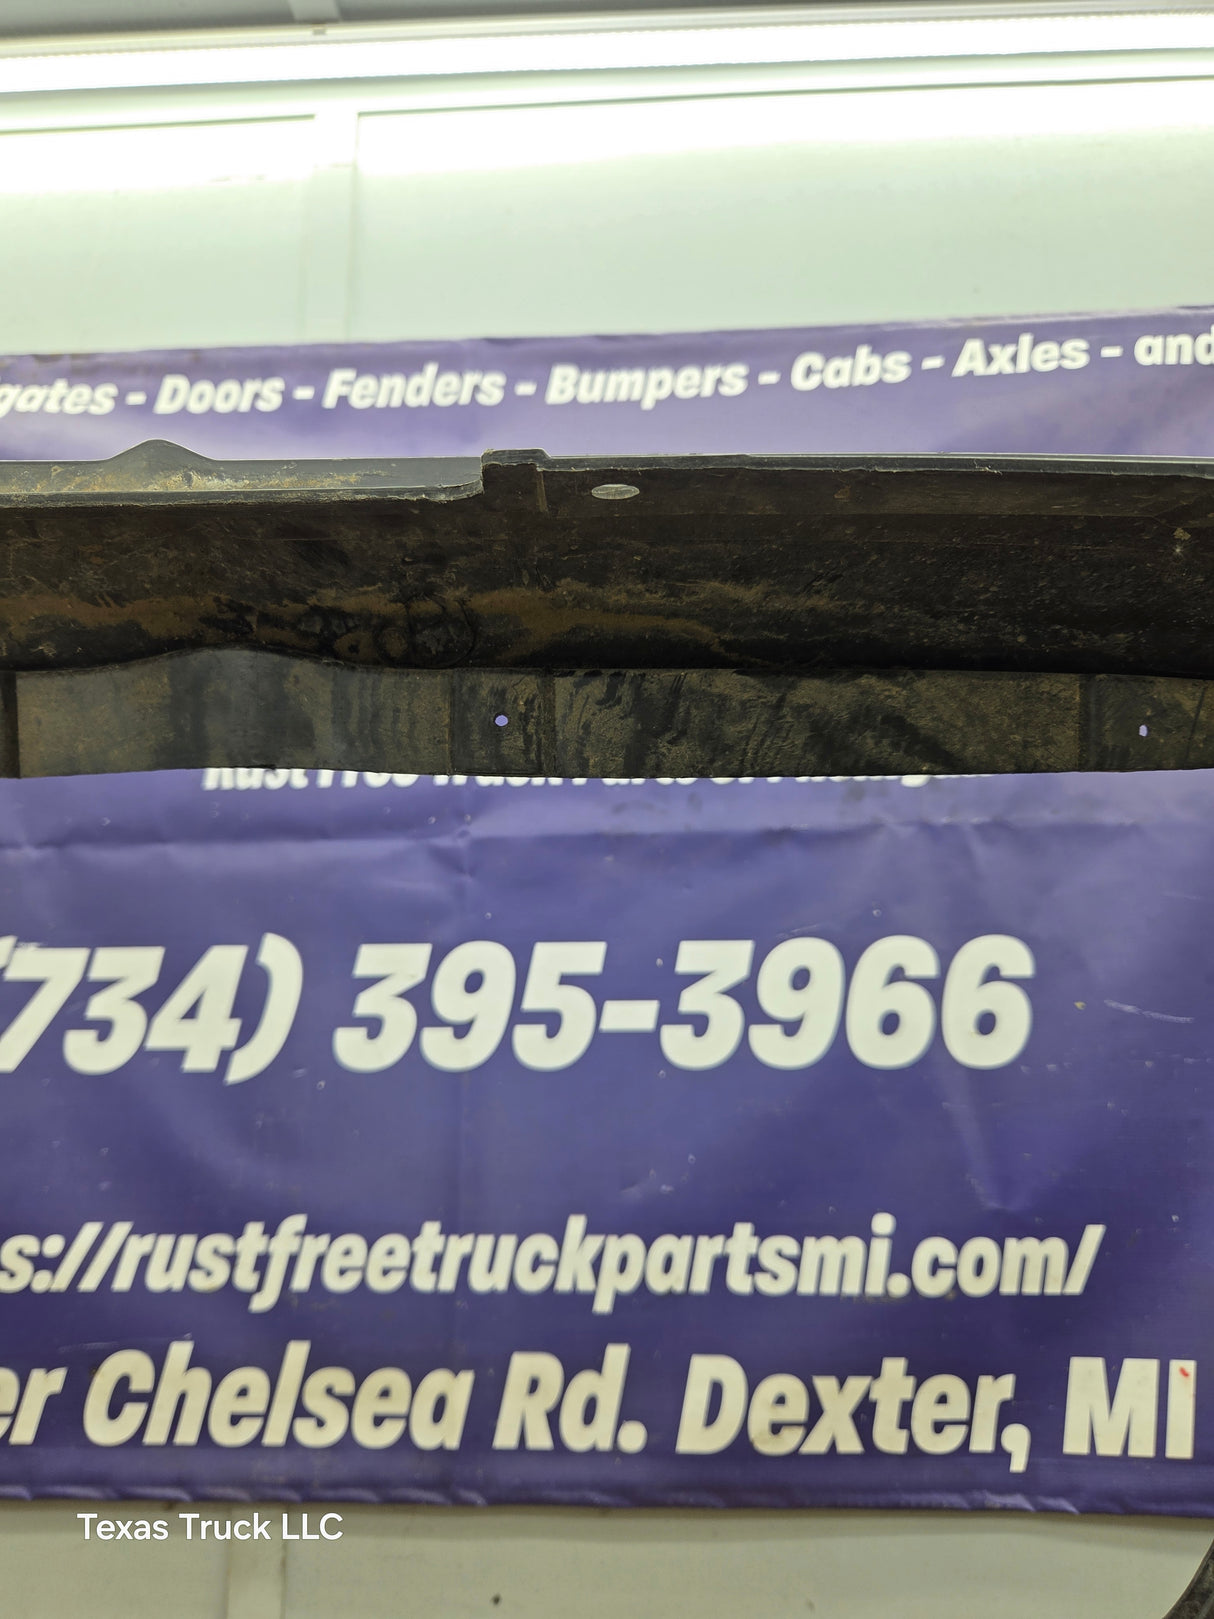 gates - Doors - Fenders - Bumpers - Cabs - Axles - and
(734) 395-3966
s://rustfreetruckpartsmi.com/
er Chelsea Rd. Dexter, MI
Texas Truck LLC